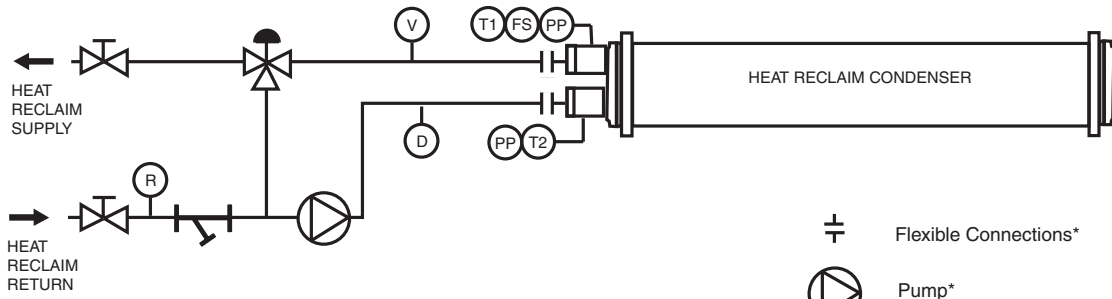 V
T1 FS PP
HEAT RECLAIM CONDENSER
HEAT
RECLAIM
SUPPLY
D
PP T2
R
HEAT
RECLAIM
RETURN
Flexible Connections*
Pump*